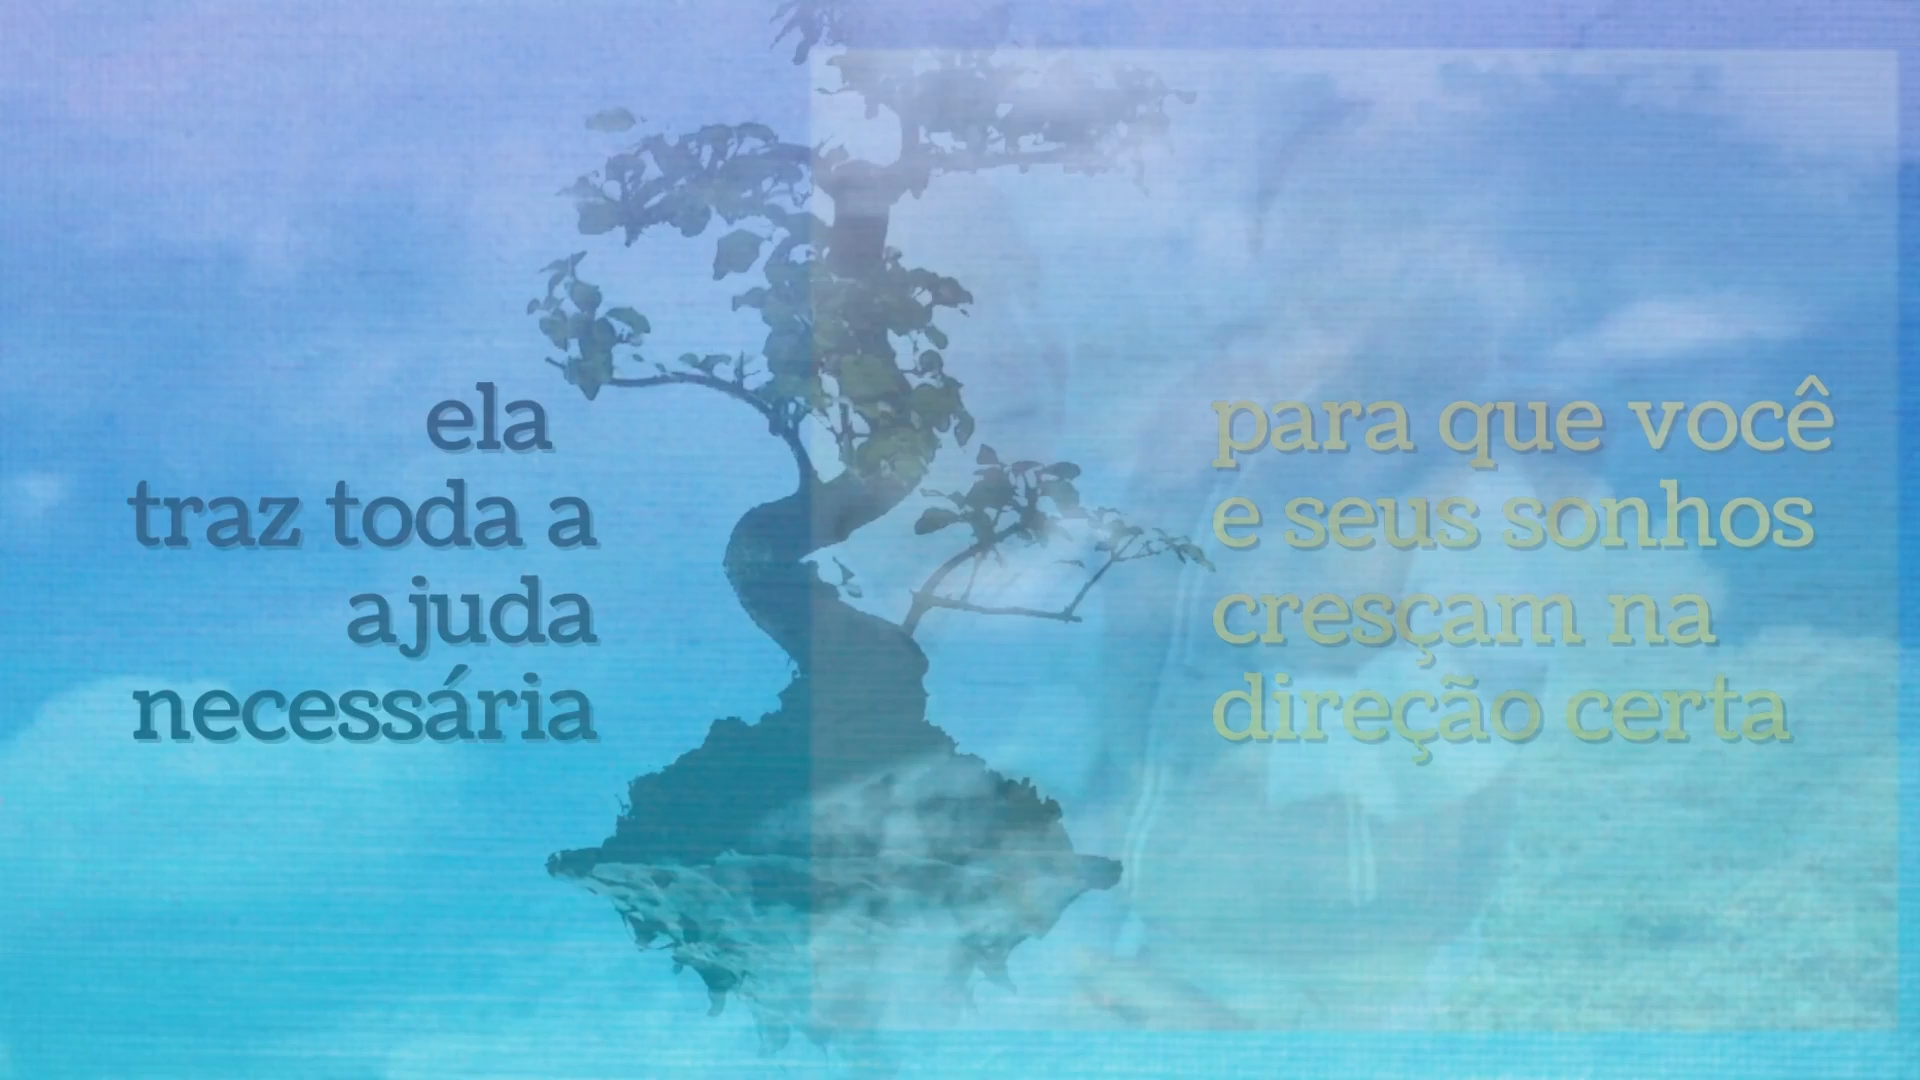 ela
traz toda a
ajuda
necessária
para que você
e seus sonhos
cresçam na
direção certa